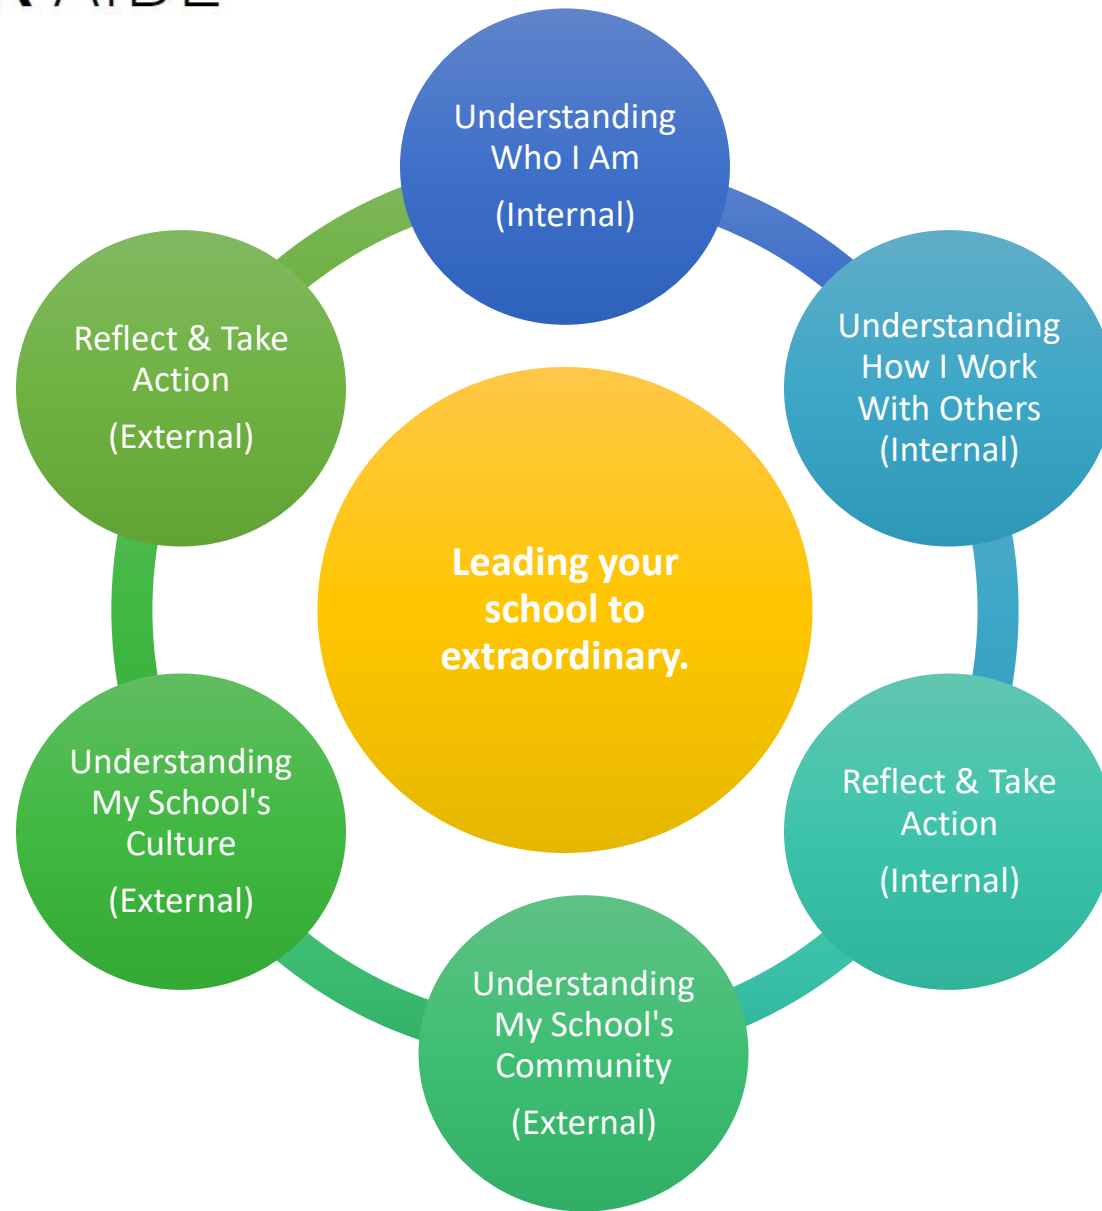 AIDE
Understanding
Who I Am
(Internal)
Understanding
How I Work
With Others
(Internal)
Reflect & Take
Action
(Internal)
Understanding
My School's
Community
(External)
Understanding
My School's
Culture
(External)
Reflect & Take
Action
(External)
Leading your
school to
extraordinary.